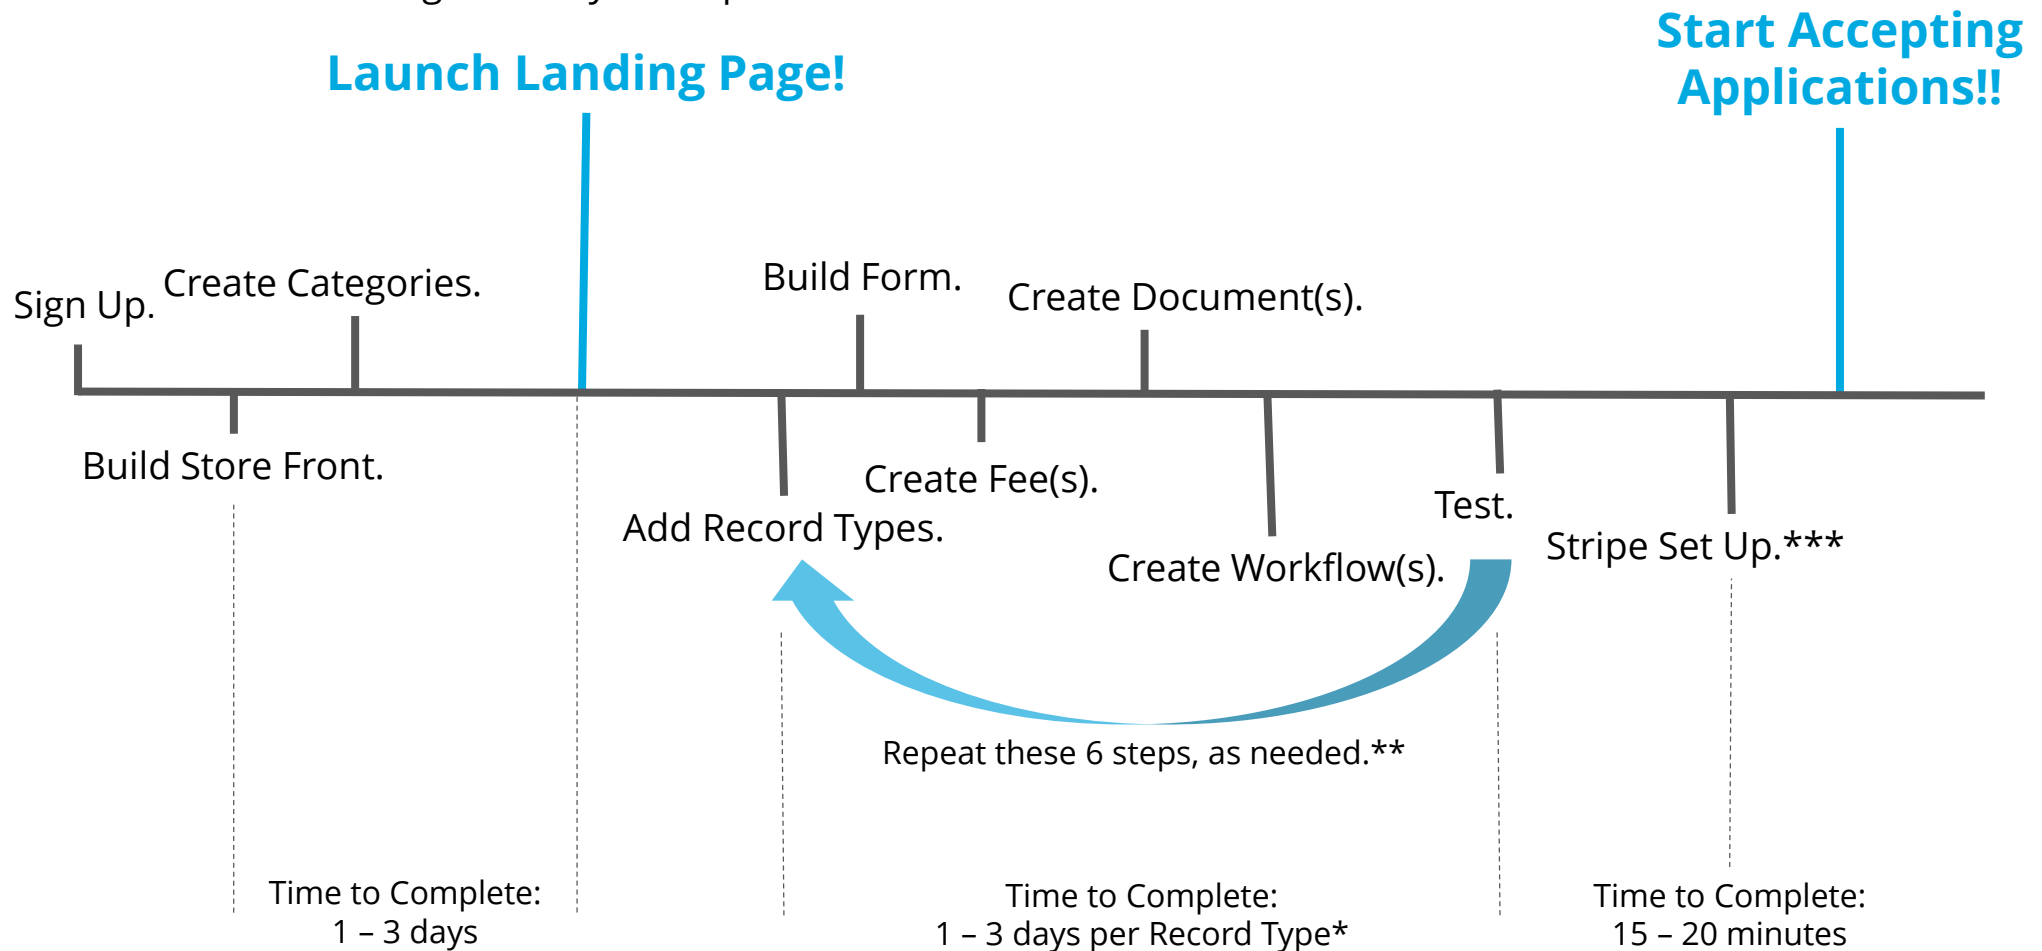 Launch Landing Page!
Start Accepting
Applications!!
Sign Up.
Create Categories.
Build Form.
Create Document(s).
Build Store Front.
Add Record Types.
Create Fee(s).
Create Workflow(s).
Test.
Stripe Set Up.***
Repeat these 6 steps, as needed.**
Time to Complete:
1 – 3 days
Time to Complete:
1 – 3 days per Record Type*
Time to Complete:
15 – 20 minutes